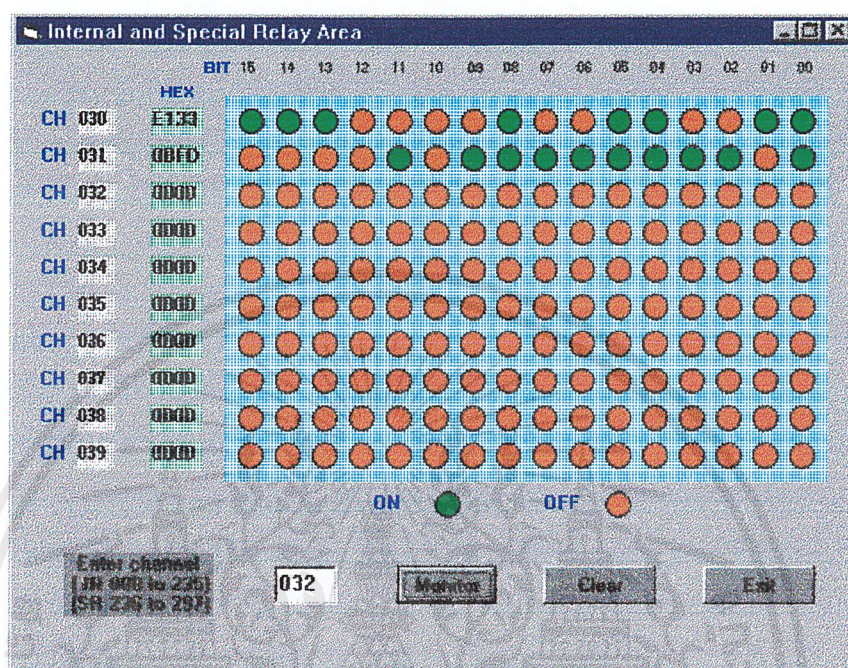 Internal and Special Relay Area
BIT 15 14 13 12 11 10 09 08 07 06 05 04 03 02 01 00
HEX
CH 030 E133
CH 031 0BFD
CH 032 0000
CH 033 0000
CH 034 0000
CH 035 0000
CH 036 0000
CH 037 0000
CH 038 0000
CH 039 0000
ON OFF
Enter channel
(IR 000 to 235)
(SR 236 to 297)
032 Monitor Clear Exit